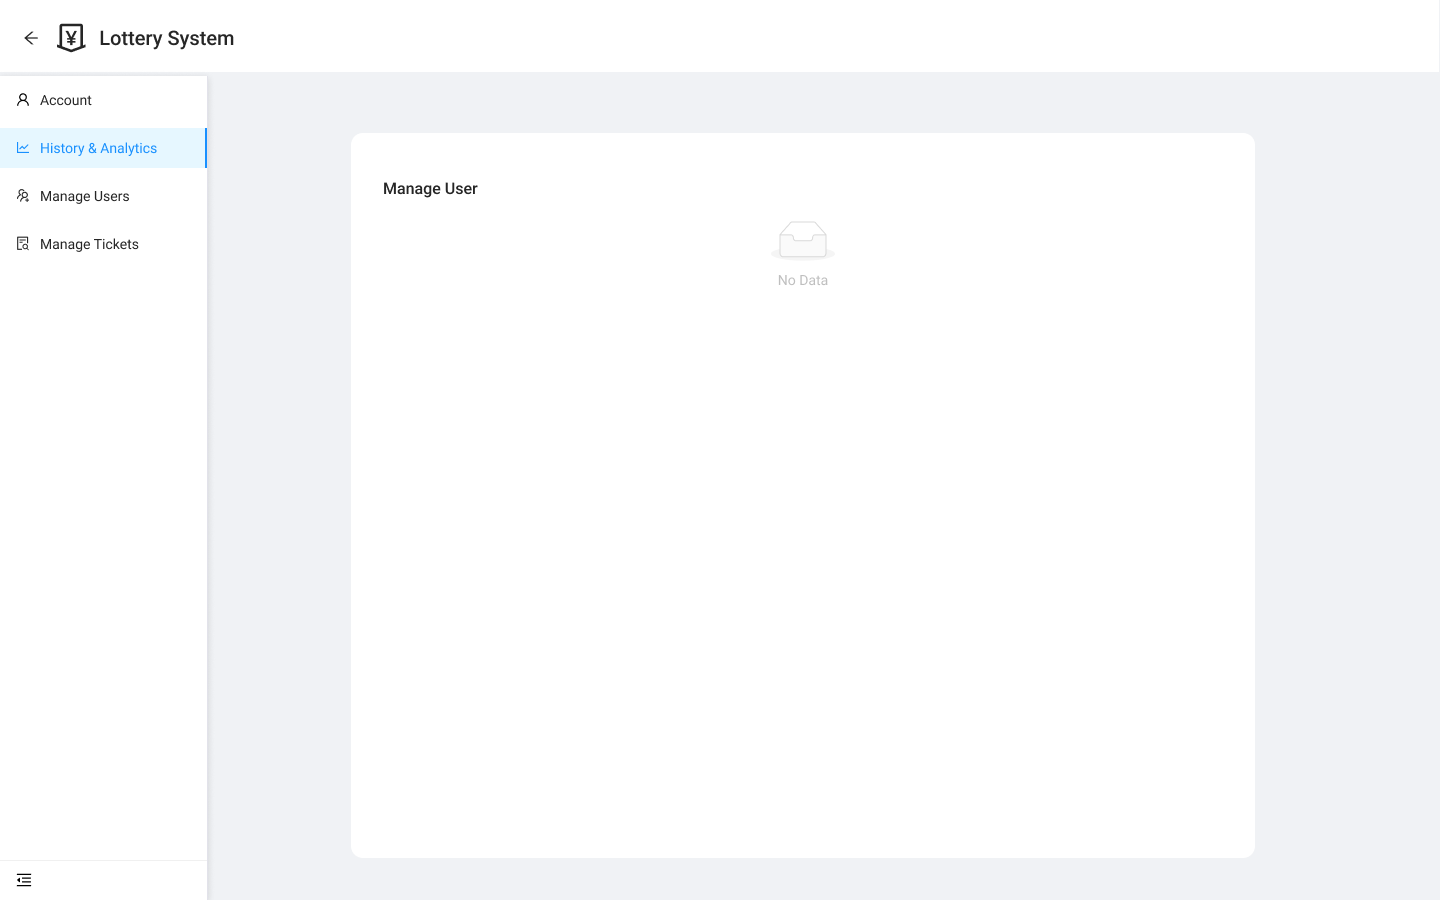 Lottery System
Account
History & Analytics
Manage Users
Manage Tickets
Manage User
No Data